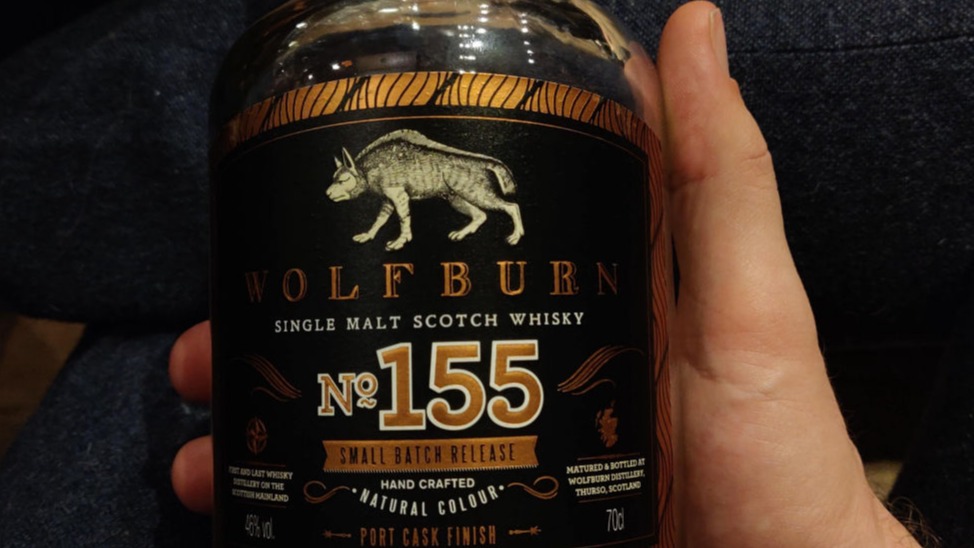 WOLFBURN
SINGLE MALT SCOTCH WHISKY
Nº155
SMALL BATCH RELEASE
HAND CRAFTED
·NATURAL COLOUR·
FIRST AND LAST WHISKY
DISTILLERY ON THE
SCOTTISH MAINLAND
46% vol.
MATURED & BOTTLED AT
WOLFBURN DISTILLERY,
THURSO, SCOTLAND
70cl
PORT CASK FINISH